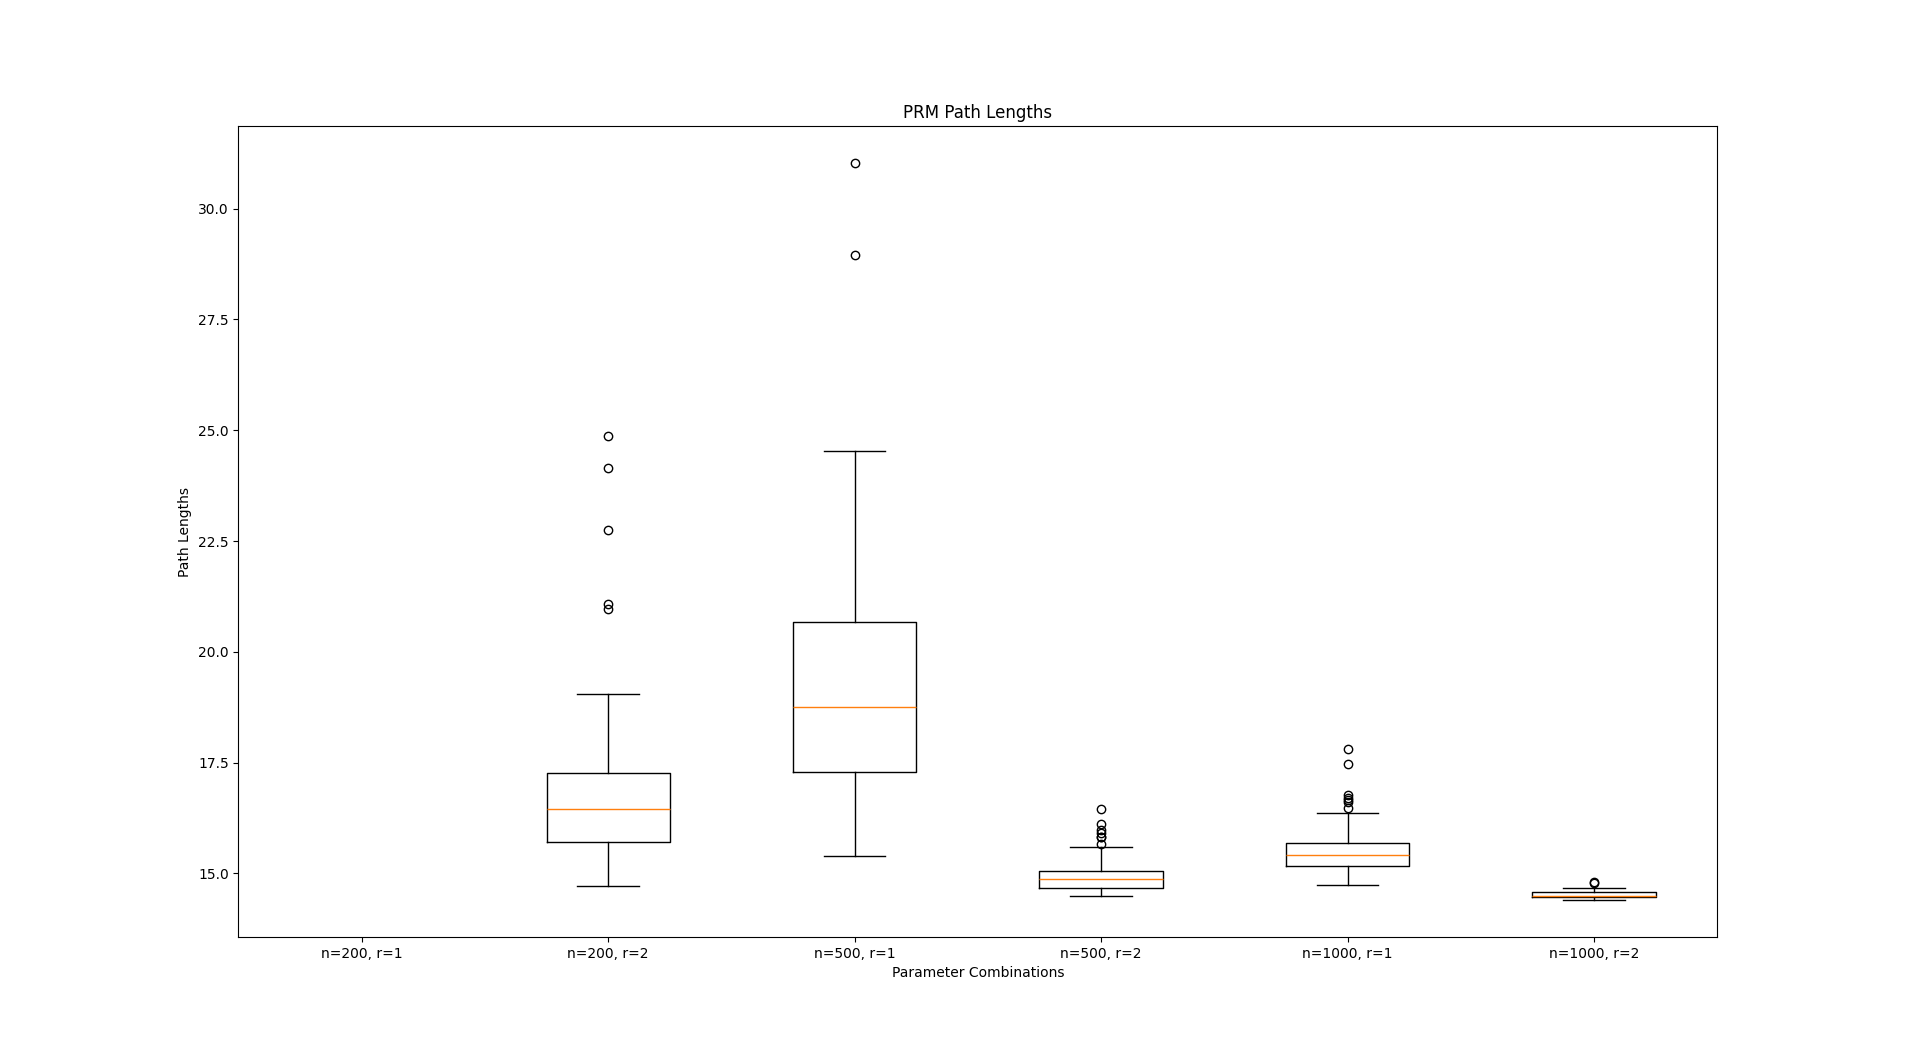 PRM Path Lengths
30.0
27.5
25.0
22.5
20.0
17.5
15.0
Path Lengths
n=200, r=1
n=200, r=2
n=500, r=1
n=500, r=2
n=1000, r=1
n=1000, r=2
Parameter Combinations